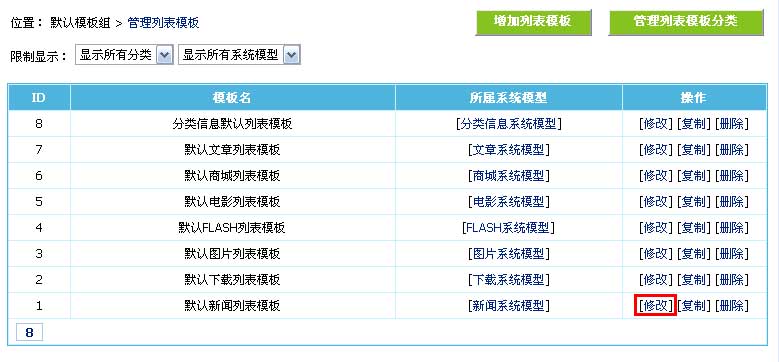 位置： 默认模板组 > 管理列表模板 增加列表模板 管理列表模板分类
限制显示： 显示所有分类 显示所有系统模型
ID 模板名 所属系统模型 操作
8 分类信息默认列表模板 [分类信息系统模型] [修改] [复制] [删除]
7 默认文章列表模板 [文章系统模型] [修改] [复制] [删除]
6 默认商城列表模板 [商城系统模型] [修改] [复制] [删除]
5 默认电影列表模板 [电影系统模型] [修改] [复制] [删除]
4 默认FLASH列表模板 [FLASH系统模型] [修改] [复制] [删除]
3 默认图片列表模板 [图片系统模型] [修改] [复制] [删除]
2 默认下载列表模板 [下载系统模型] [修改] [复制] [删除]
1 默认新闻列表模板 [新闻系统模型] [修改] [复制] [删除]
8